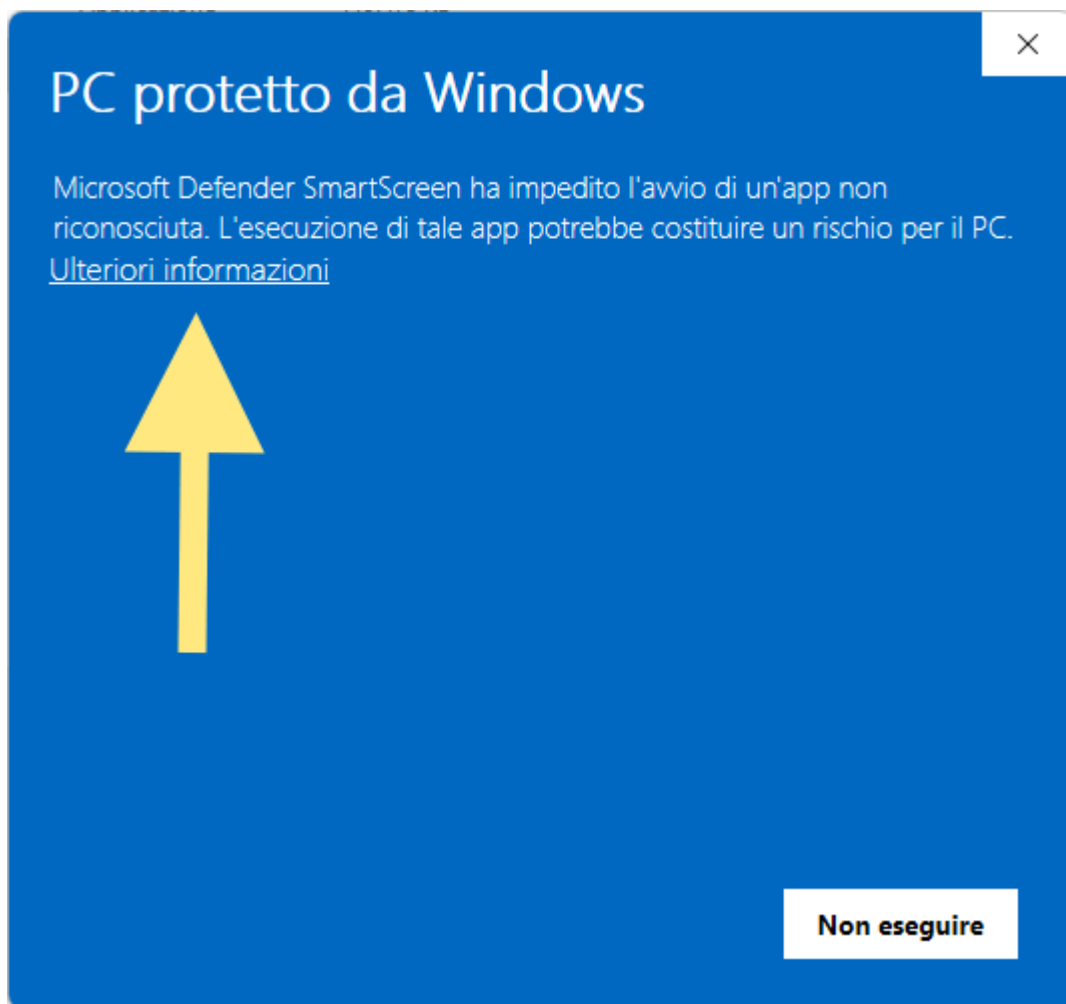 PC protetto da Windows
Microsoft Defender SmartScreen ha impedito l'avvio di un'app non
riconosciuta. L'esecuzione di tale app potrebbe costituire un rischio per il PC.
Ulteriori informazioni
Non eseguire